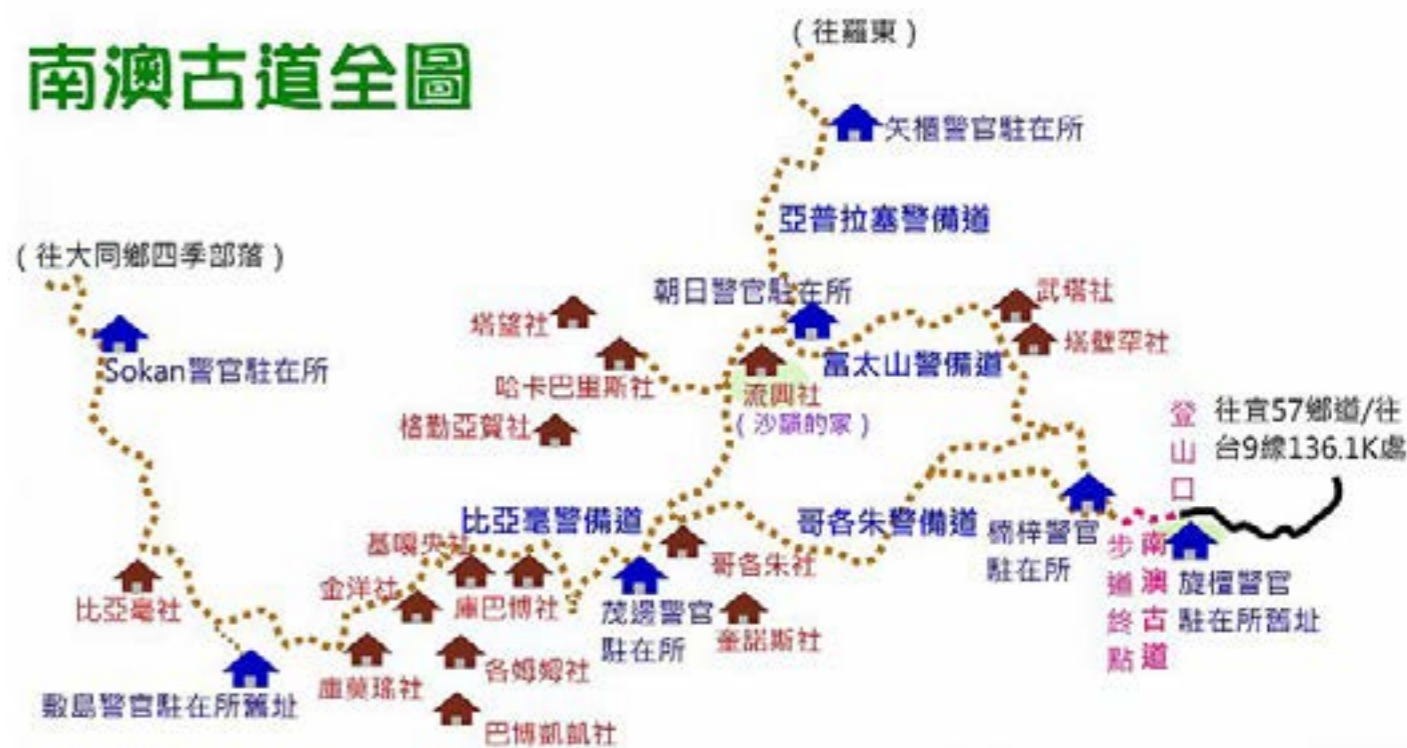 南澳古道全圖
(往羅東)
矢櫃警官駐在所
亞普拉塞警備道
(往大同鄉四季部落)
朝日警官駐在所
武塔社
塔望社
塔壁罕社
Sokan警官駐在所
哈卡巴里斯社
流興社
富太山警備道
(沙韻的家)
格勤亞賀社
登山口
往宜57鄉道/往
台9線136.1K處
比亞毫警備道
哥各朱警備道
楠梓警官
駐在所
基嘎央社
哥各朱社
金洋社
庫巴博社
茂邊警官
駐在所
南澳古道
步道終點
旋檀警官
駐在所舊址
比亞毫社
奎諾斯社
庫莫瑤社
各姆姆社
敷島警官駐在所舊址
巴博凱凱社